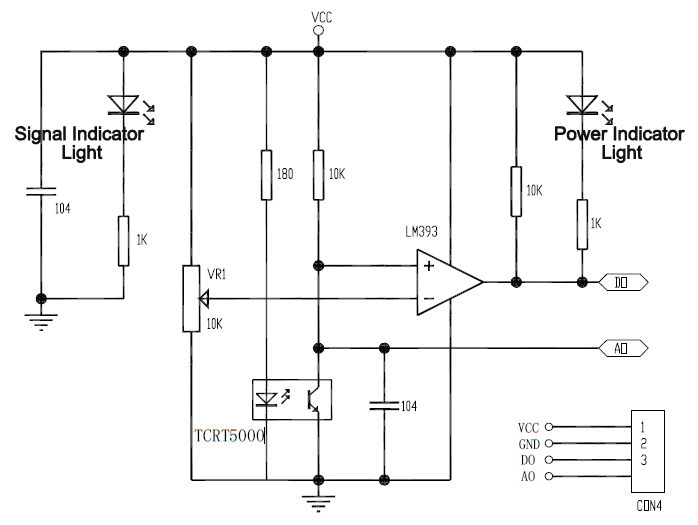 VCC
Signal Indicator
Light
Power Indicator
Light
104
1K
180
10K
10K
1K
LM393
VR1
10K
+
−
DO
AO
104
TCRT5000
VCC
GND
DO
AO
1
2
3
CON4